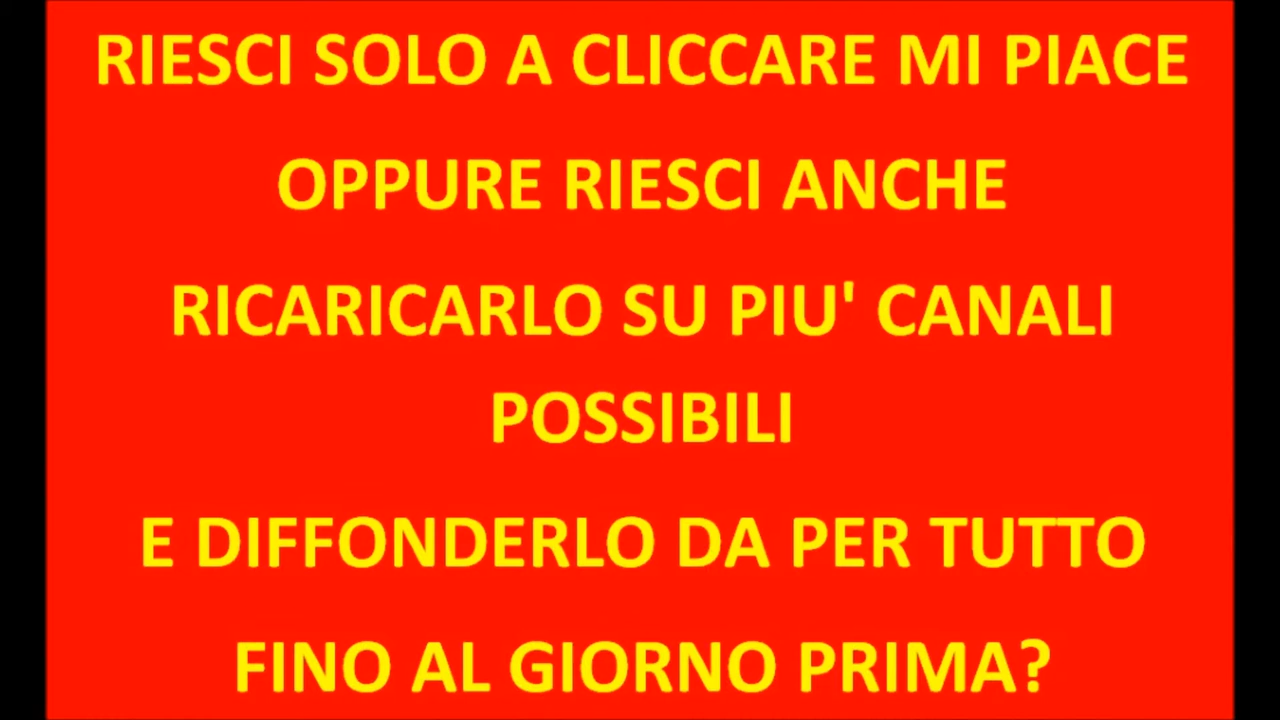 RIESCI SOLO A CLICCARE MI PIACE
OPPURE RIESCI ANCHE
RICARICARLO SU PIU' CANALI
POSSIBILI
E DIFFONDERLO DA PER TUTTO
FINO AL GIORNO PRIMA?